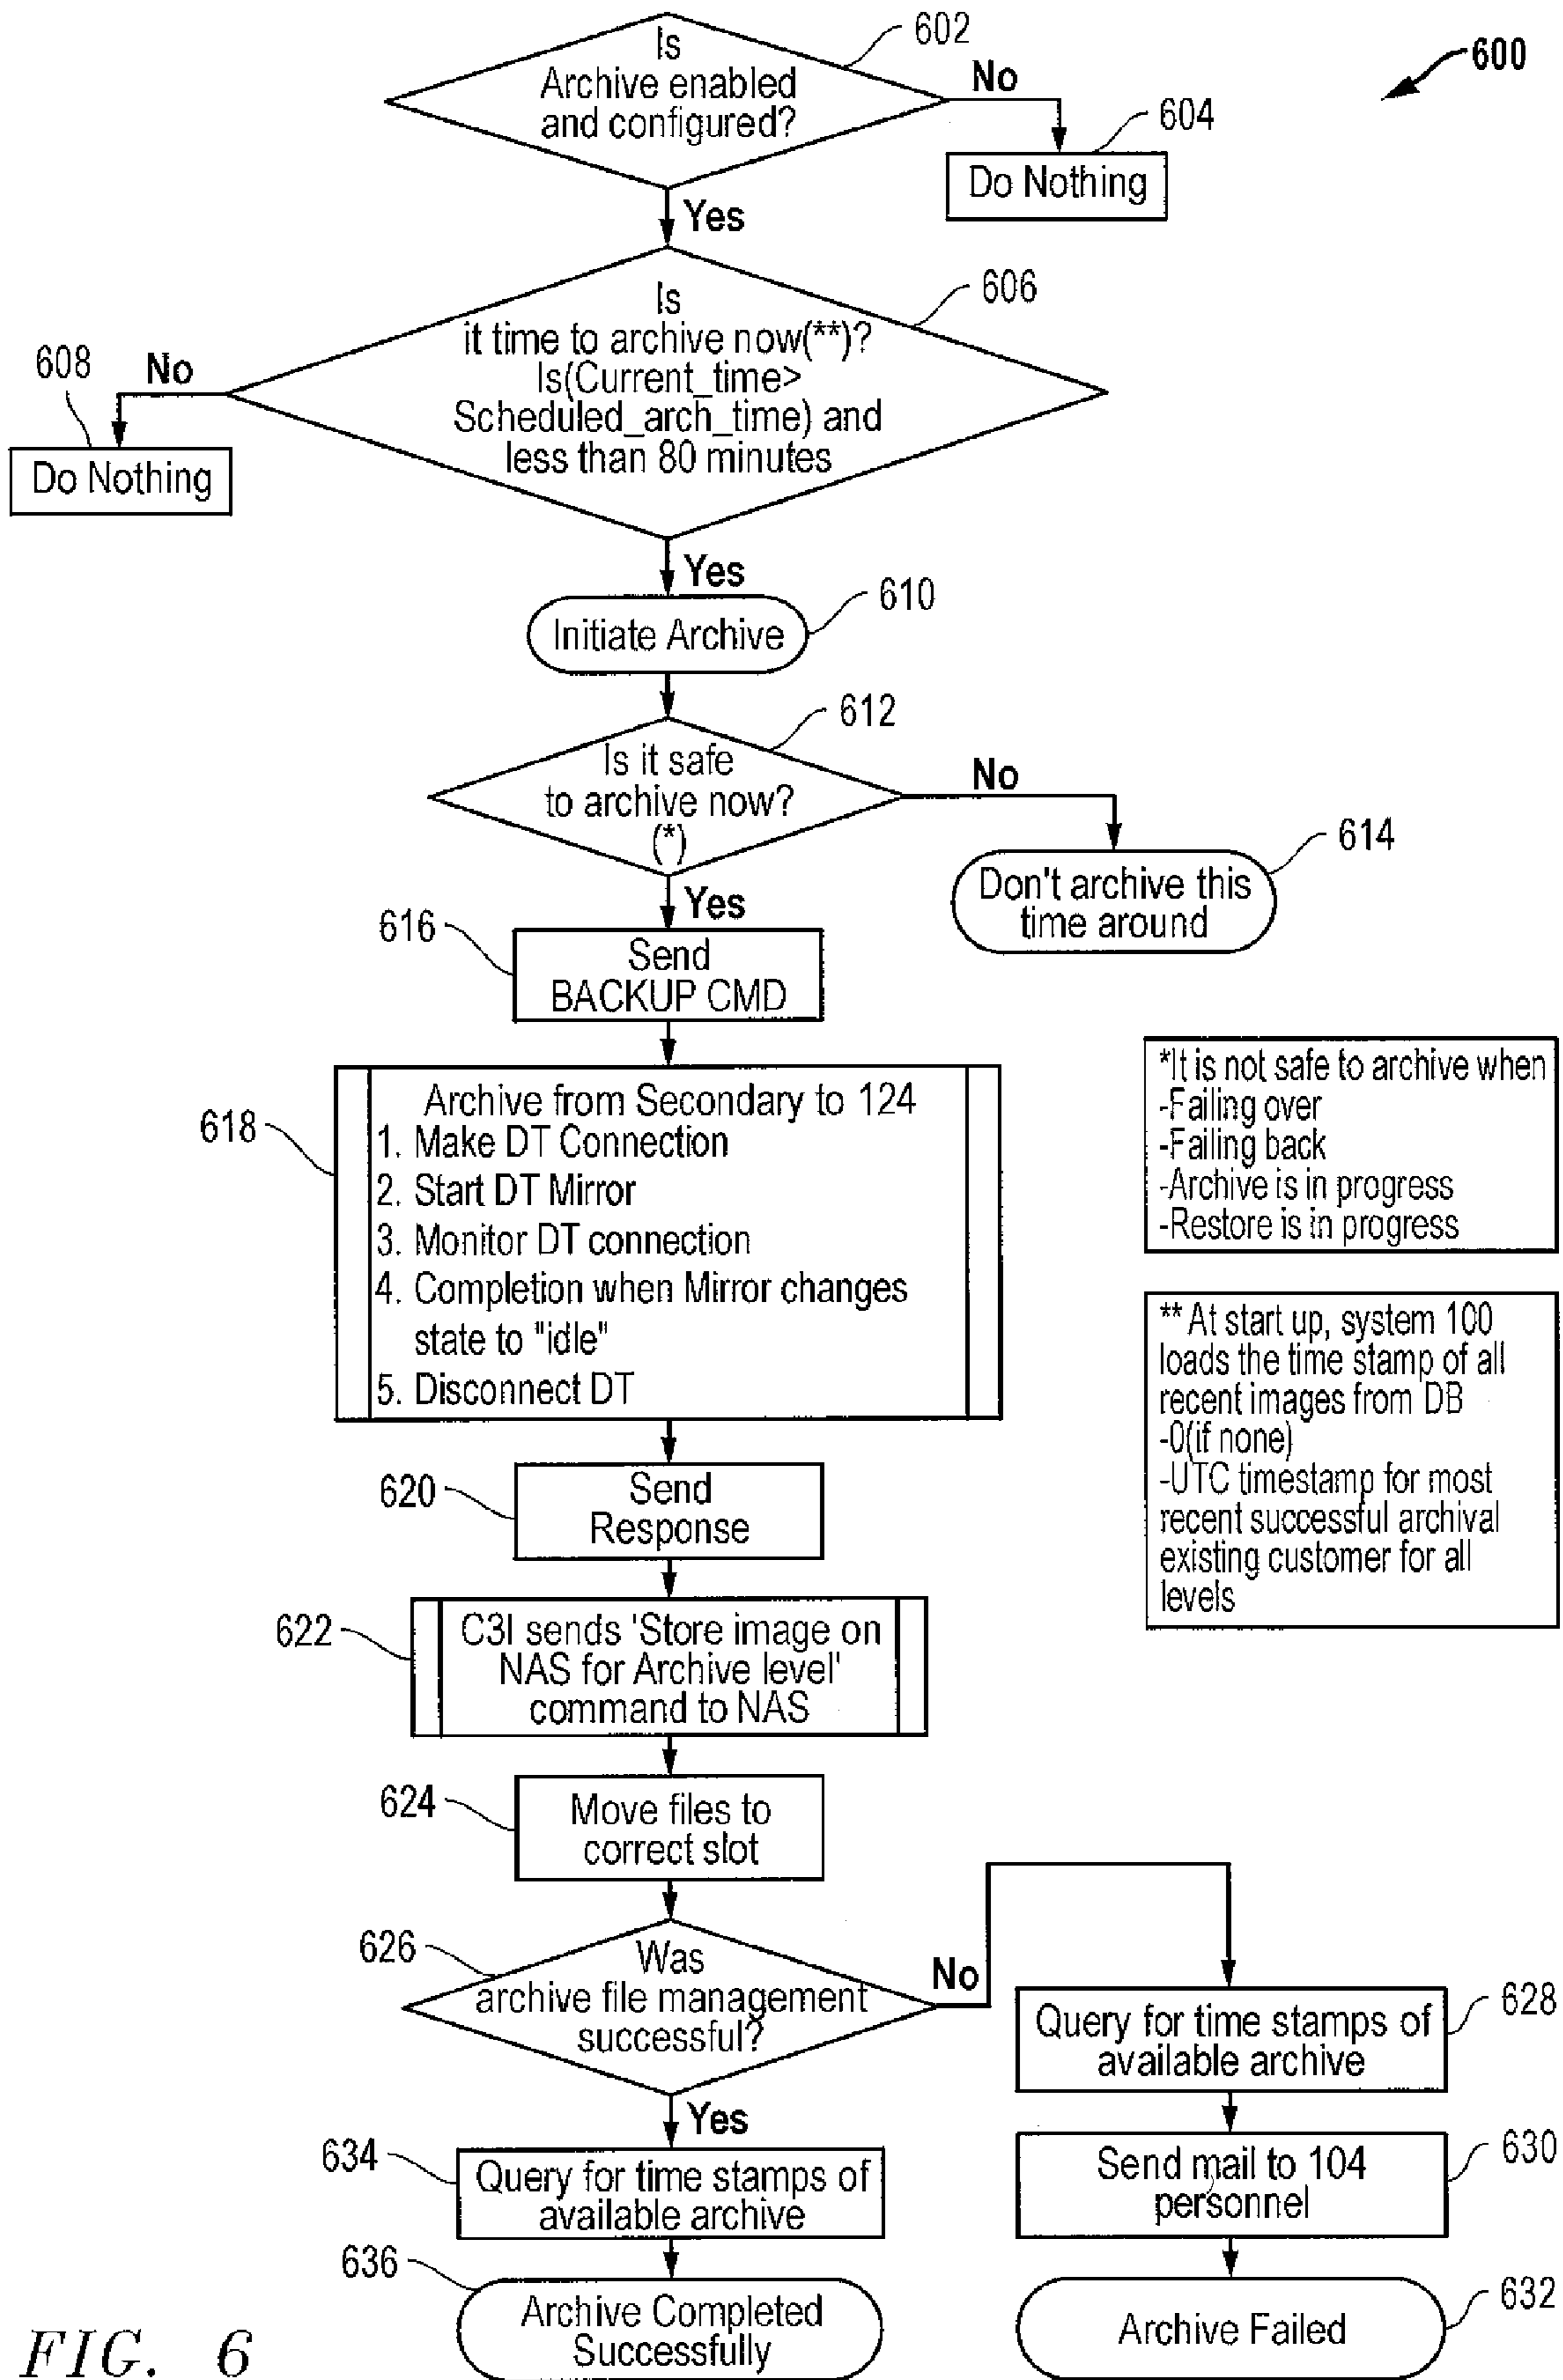 600
602
Is
Archive enabled
and configured?
No
604
Do Nothing
Yes
606
Is
it time to archive now(**)?
Is(Current_time>
Scheduled_arch_time) and
less than 80 minutes
No
608
Do Nothing
Yes
610
Initiate Archive
612
Is it safe
to archive now?
(*)
No
614
Don't archive this
time around
Yes
616
Send
BACKUP CMD
618
Archive from Secondary to 124
1. Make DT Connection
2. Start DT Mirror
3. Monitor DT connection
4. Completion when Mirror changes
state to "idle"
5. Disconnect DT
*It is not safe to archive when
-Failing over
-Failing back
-Archive is in progress
-Restore is in progress
** At start up, system 100
loads the time stamp of all
recent images from DB
-0(if none)
-UTC timestamp for most
recent successful archival
existing customer for all
levels
620
Send
Response
622
C3I sends 'Store image on
NAS for Archive level'
command to NAS
624
Move files to
correct slot
626
Was
archive file management
successful?
No
628
Query for time stamps of
available archive
Yes
630
Send mail to 104
personnel
634
Query for time stamps of
available archive
632
Archive Failed
636
Archive Completed
Successfully
FIG. 6